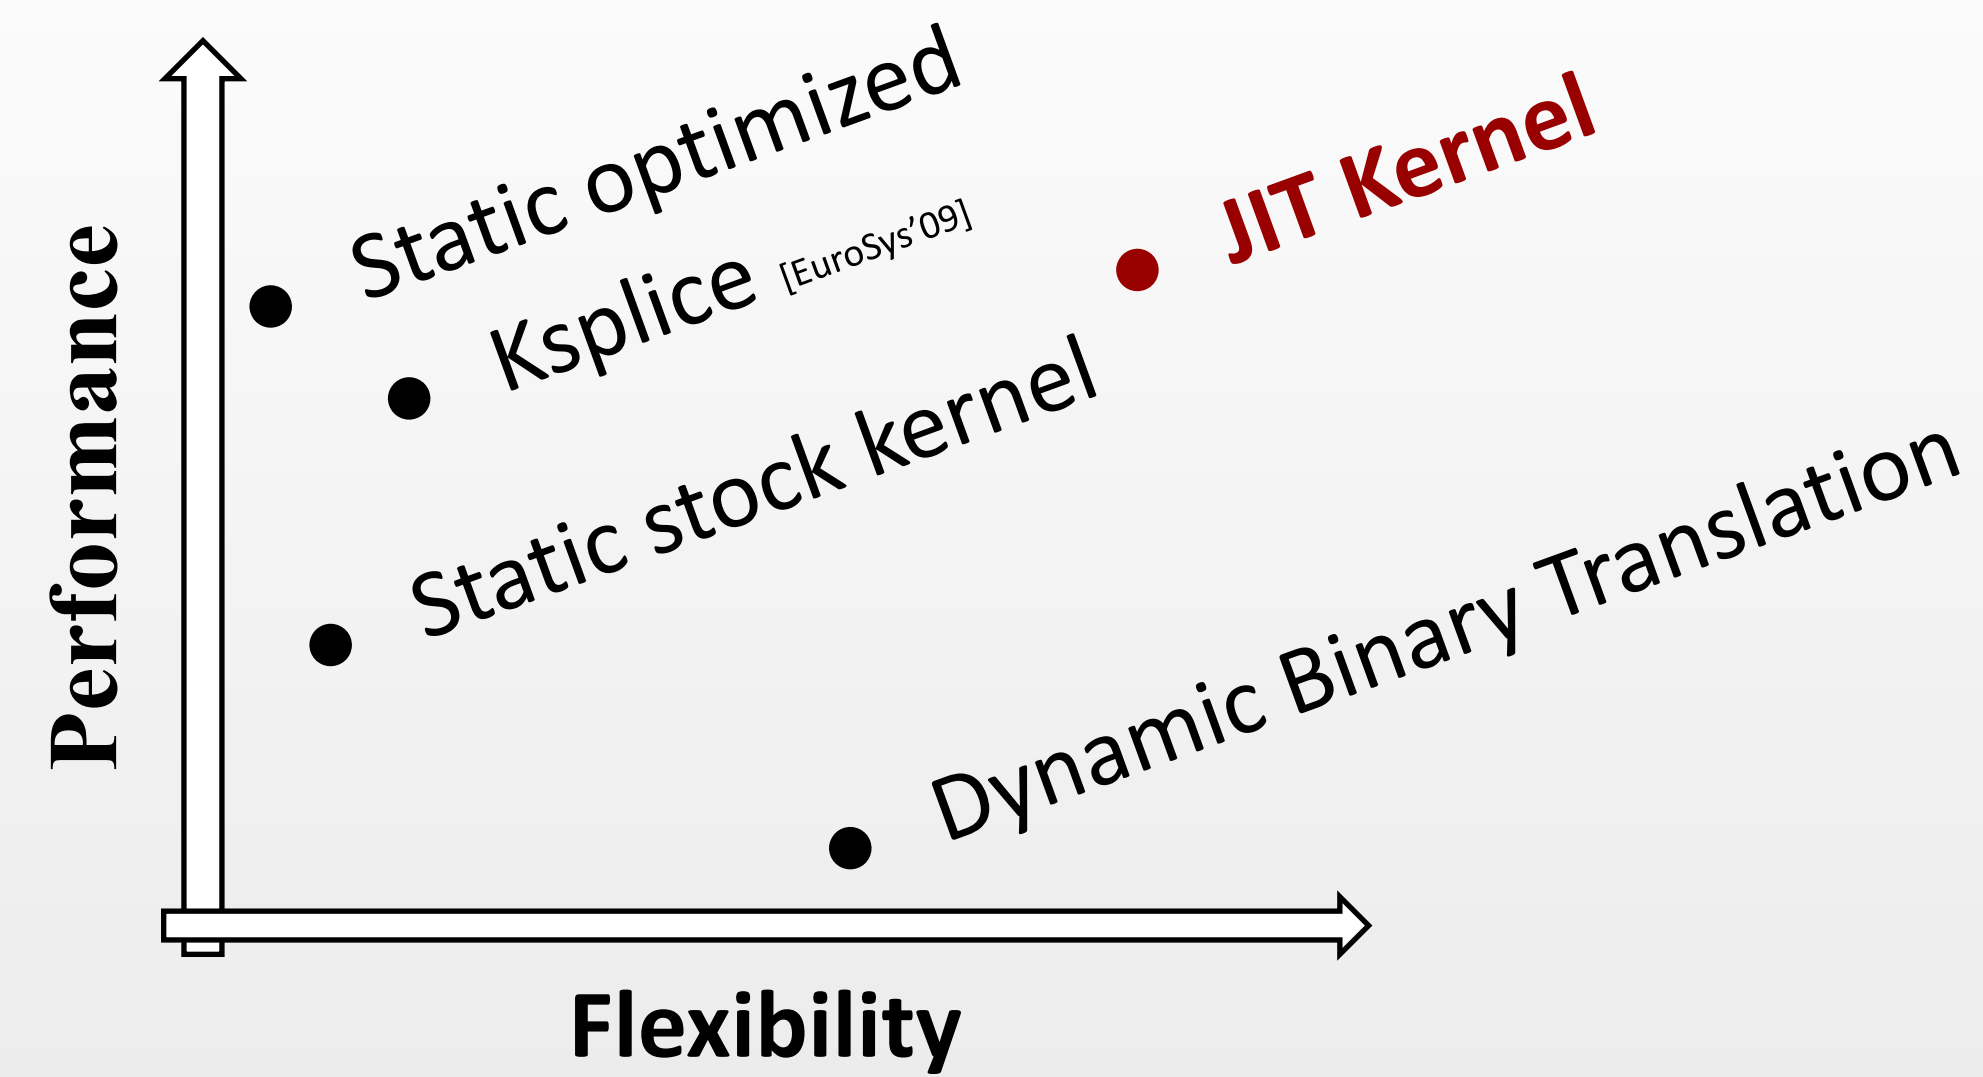 Performance
Static optimized
Ksplice [EuroSys’09]
JIT Kernel
Static stock kernel
Dynamic Binary Translation
Flexibility